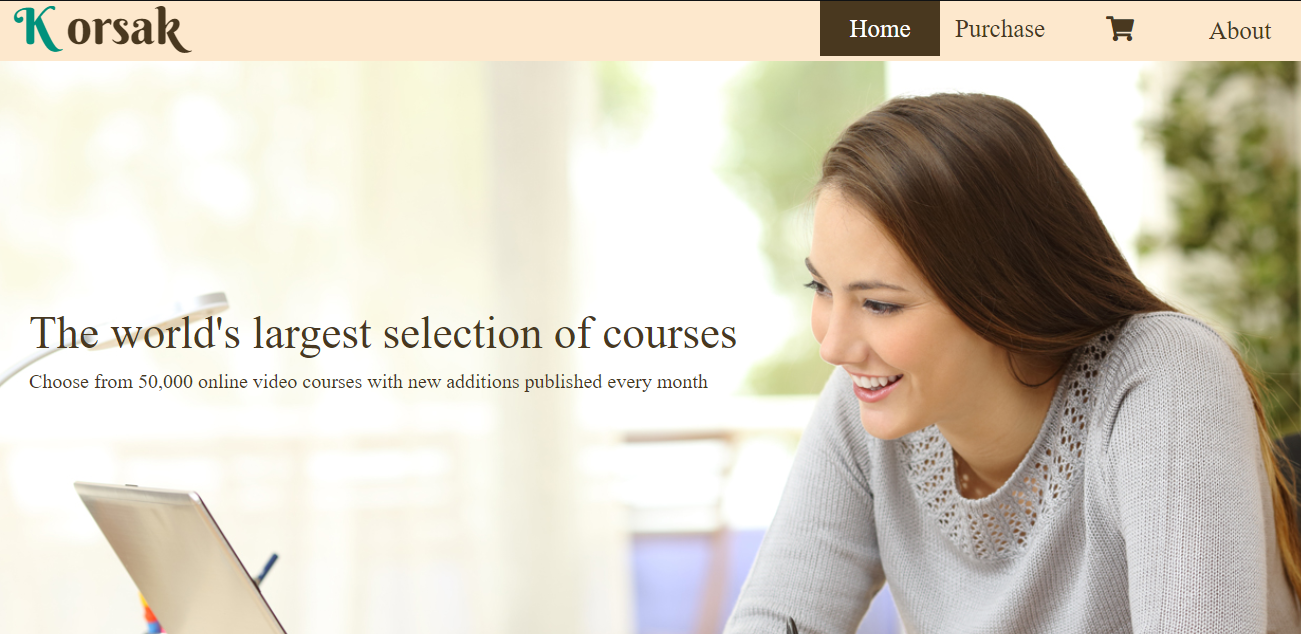 Korsak
Home Purchase About
The world's largest selection of courses
Choose from 50,000 online video courses with new additions published every month